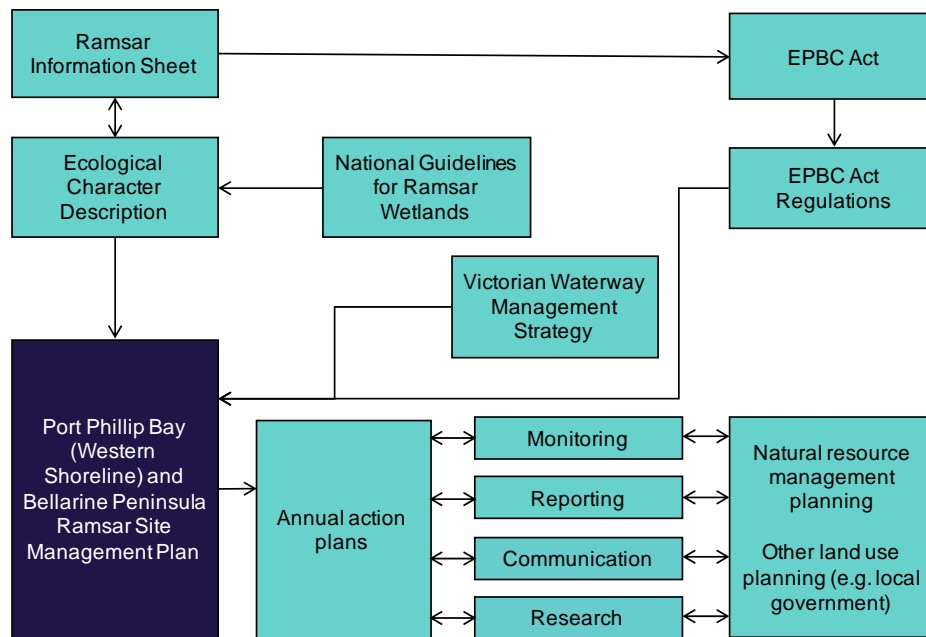 Ramsar
Information Sheet
EPBC Act
Ecological
Character
Description
National Guidelines
for Ramsar
Wetlands
EPBC Act
Regulations
Victorian Waterway
Management
Strategy
Port Phillip Bay
(Western
Shoreline) and
Bellarine Peninsula
Ramsar Site
Management Plan
Annual action
plans
Monitoring
Reporting
Communication
Research
Natural resource
management
planning
Other land use
planning (e.g. local
government)